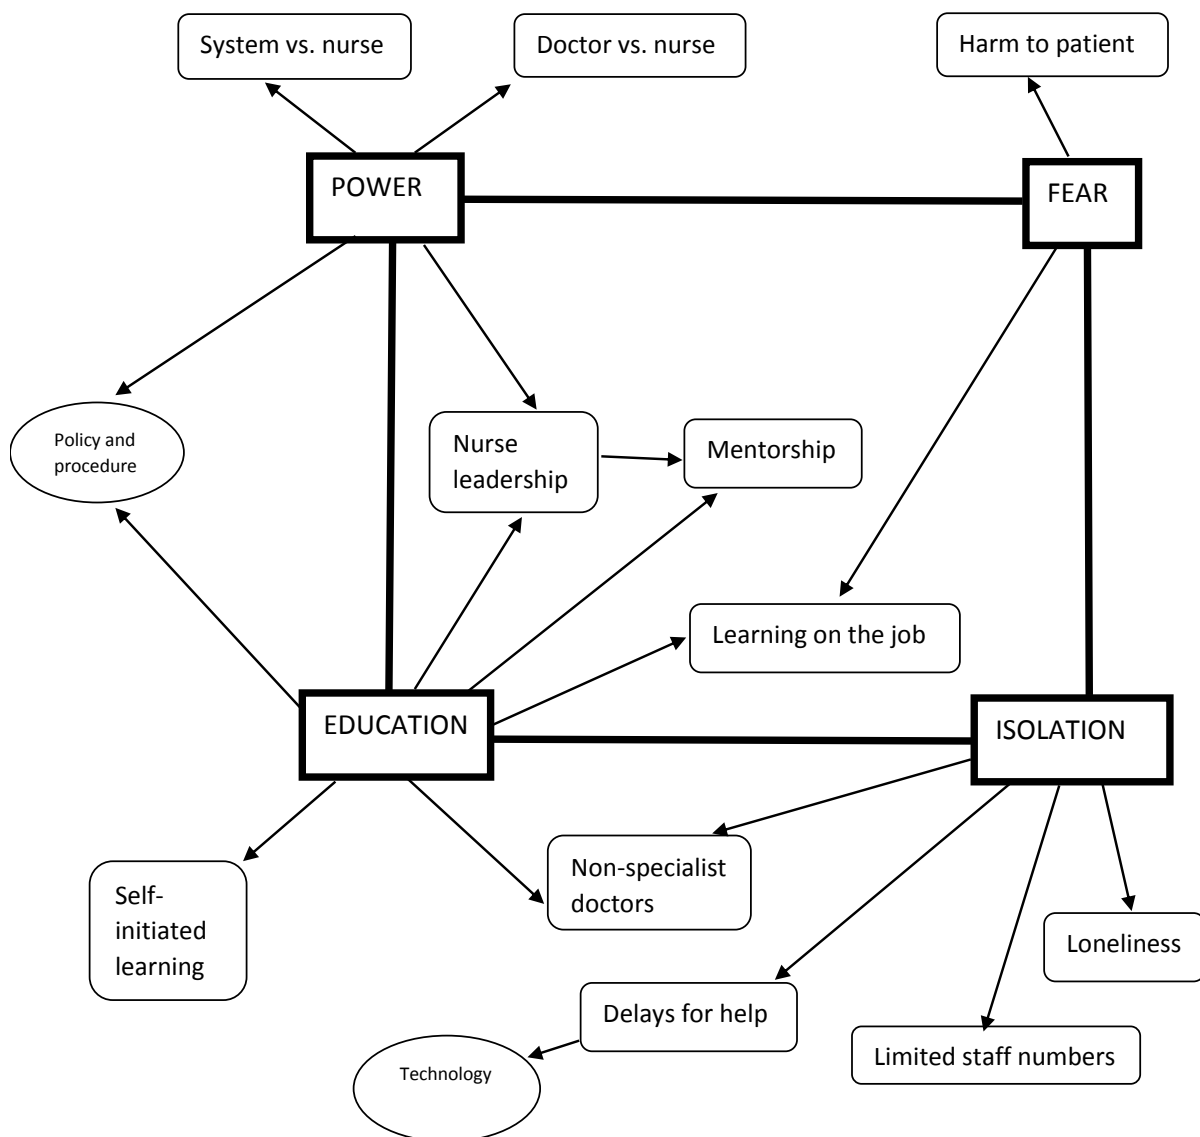 System vs. nurse
Doctor vs. nurse
Harm to patient
POWER
FEAR
Policy and
procedure
Nurse
leadership
Mentorship
Learning on the job
EDUCATION
ISOLATION
Self-
initiated
learning
Non-specialist
doctors
Loneliness
Delays for help
Limited staff numbers
Technology